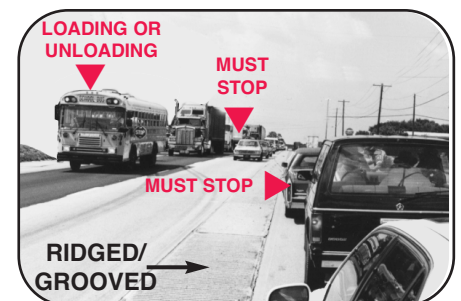 LOADING OR
UNLOADING
MUST
STOP
MUST STOP
RIDGED/
GROOVED